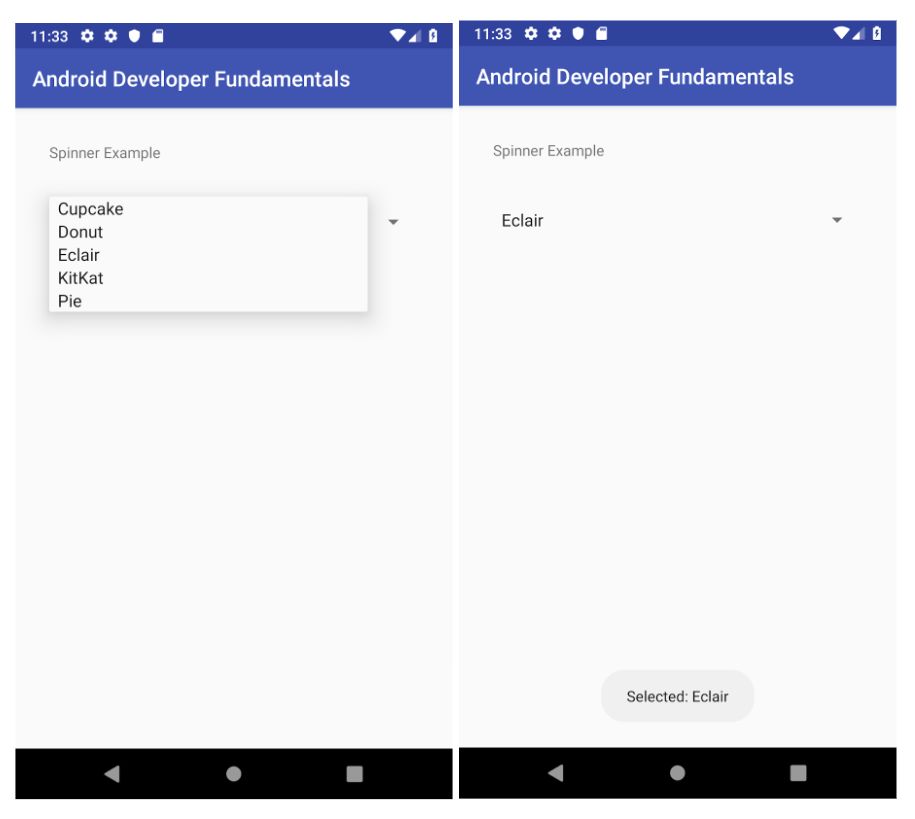 11:33
Android Developer Fundamentals
Spinner Example
Cupcake
Donut
Eclair
KitKat
Pie
11:33
Android Developer Fundamentals
Spinner Example
Eclair
Selected: Eclair